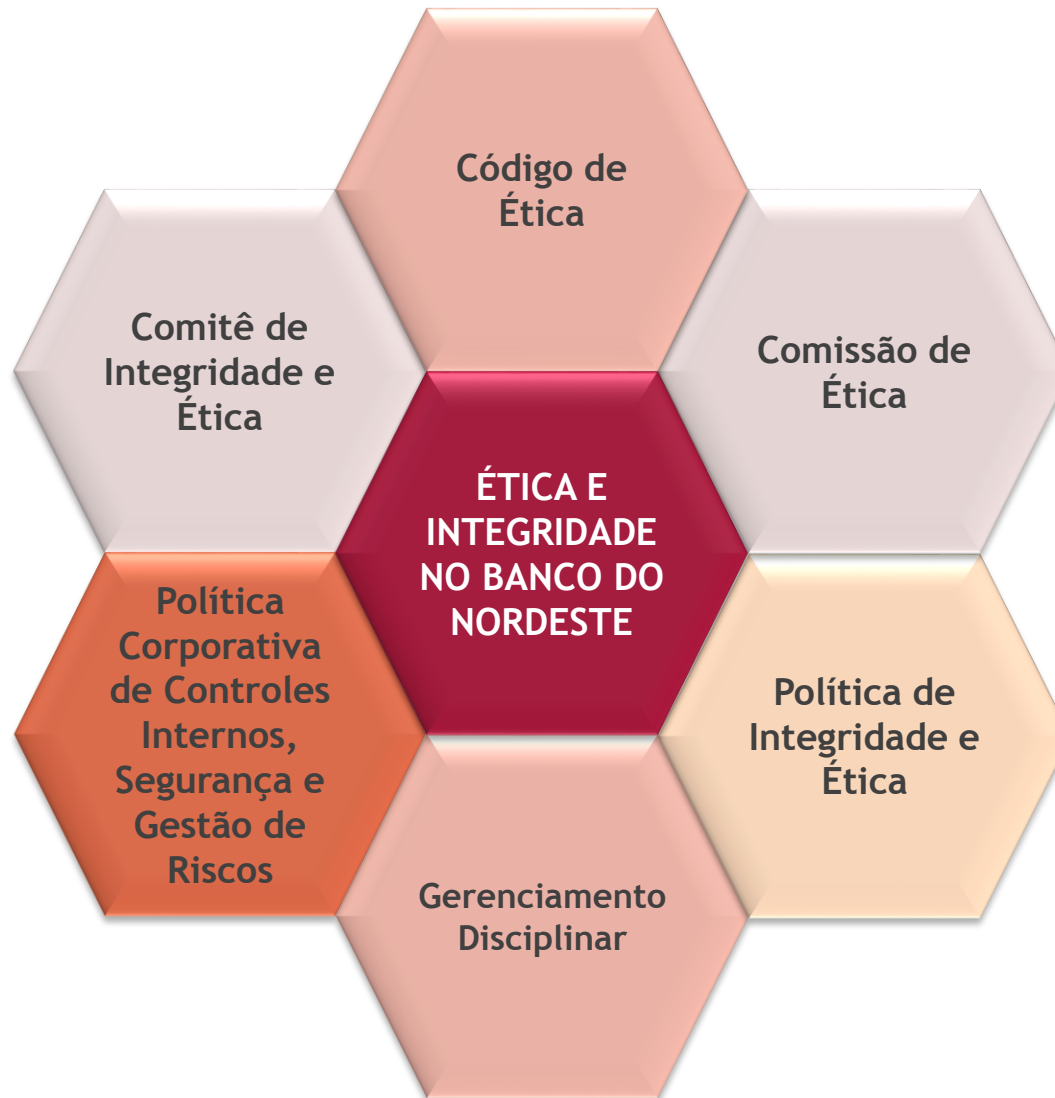 Código de
Ética
Comitê de
Integridade e
Ética
Comissão de
Ética
ÉTICA E
INTEGRIDADE
NO BANCO DO
NORDESTE
Política
Corporativa
de Controles
Internos,
Segurança e
Gestão de
Riscos
Política de
Integridade e
Ética
Gerenciamento
Disciplinar